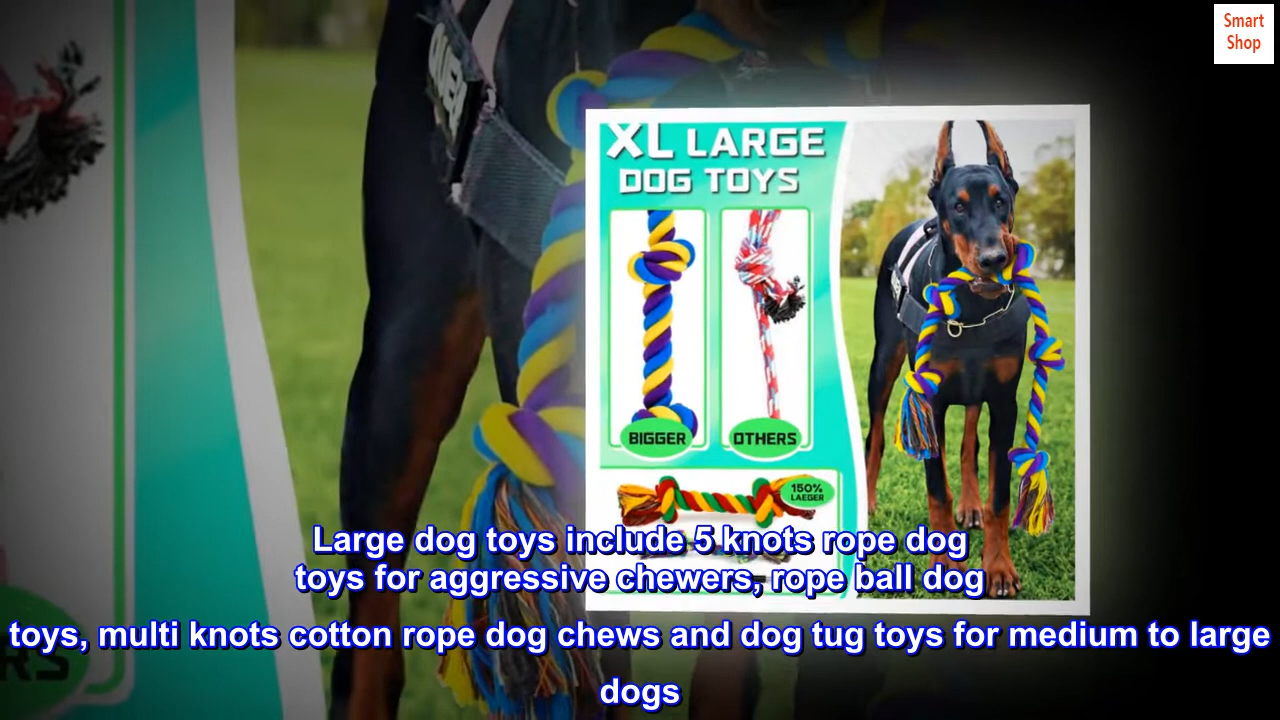 Smart
Shop
XL LARGE
DOG TOYS
BIGGER
OTHERS
150%
LAEGER
Large dog toys include 5 knots rope dog
toys for aggressive chewers, rope ball dog
toys, multi knots cotton rope dog chews and dog tug toys for medium to large
dogs
RS